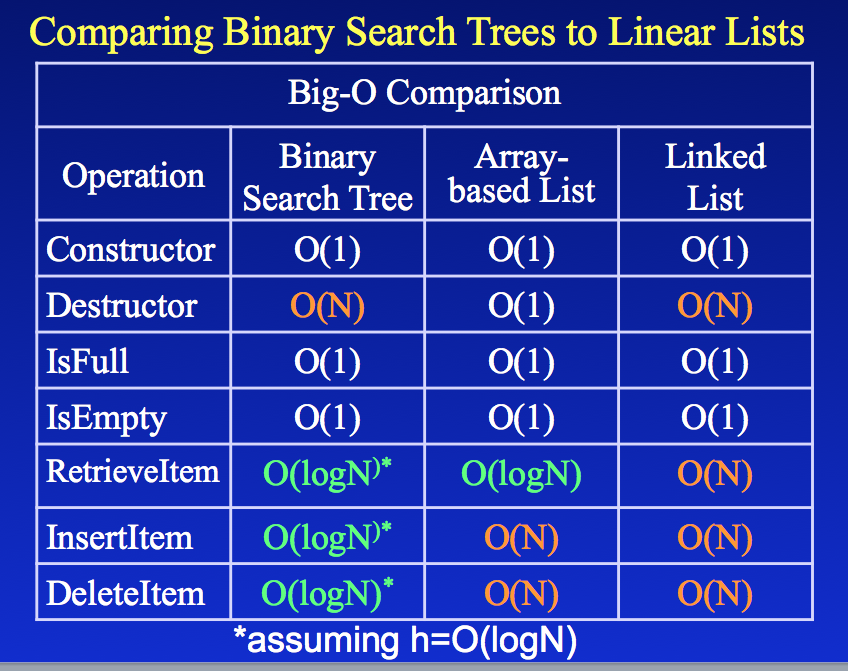 Comparing Binary Search Trees to Linear Lists
Big-O Comparison
Operation
Binary
Search Tree
Array-
based List
Linked
List
Constructor O(1) O(1) O(1)
Destructor O(N) O(1) O(N)
IsFull O(1) O(1) O(1)
IsEmpty O(1) O(1) O(1)
RetrieveItem O(logN)* O(logN) O(N)
InsertItem O(logN)* O(N) O(N)
DeleteItem O(logN)* O(N) O(N)
*assuming h=O(logN)